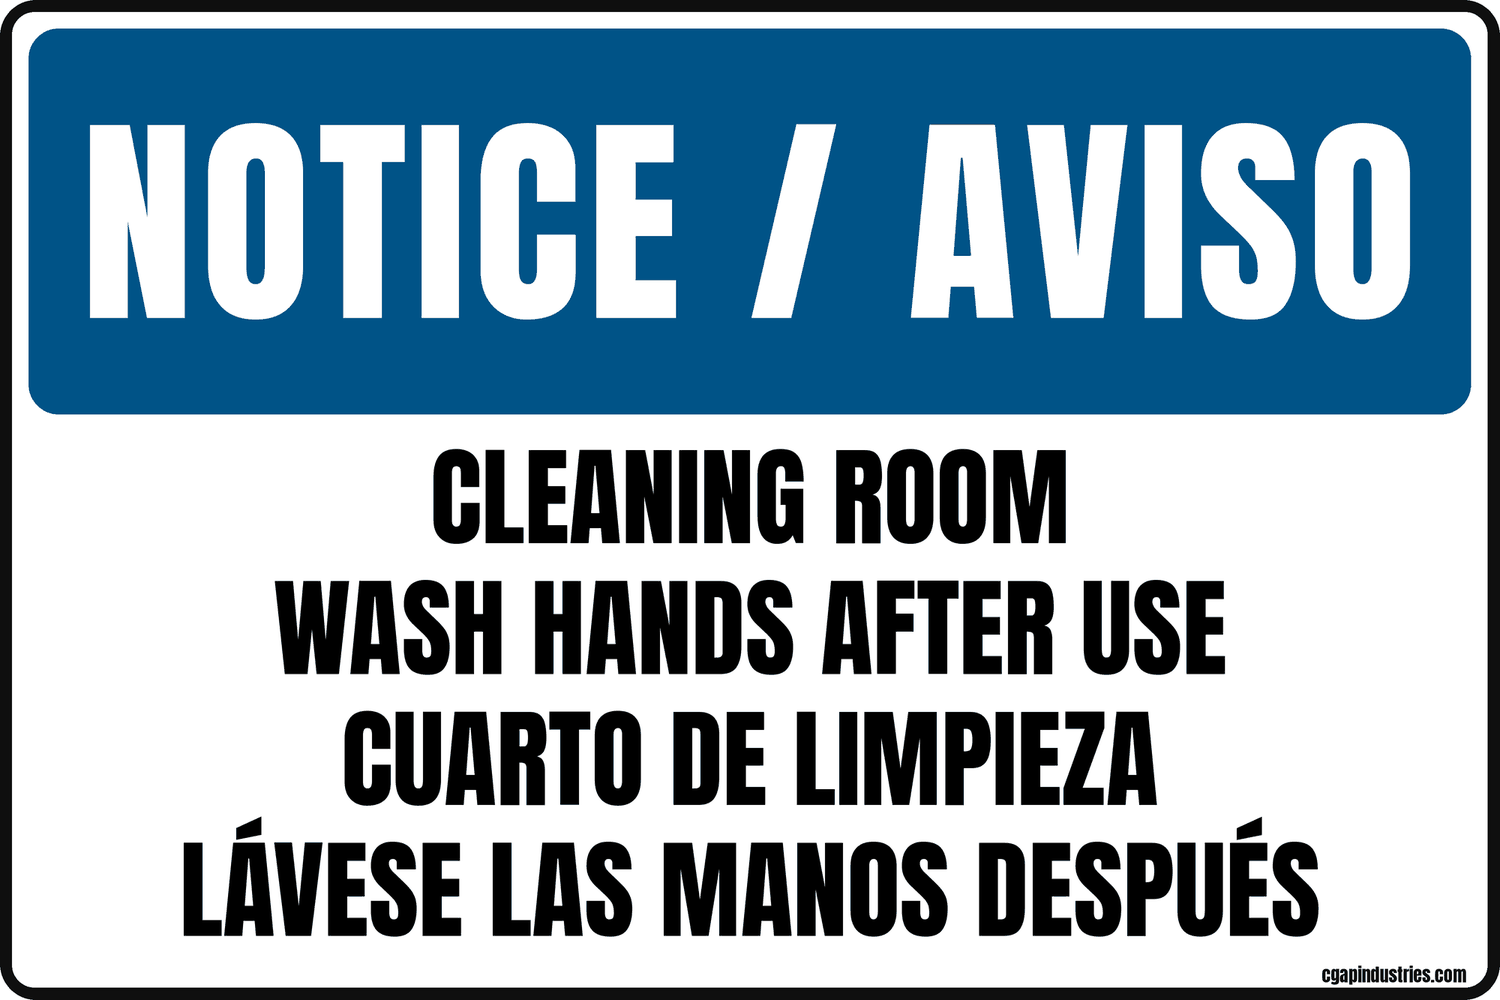 NOTICE / AVISO
CLEANING ROOM
WASH HANDS AFTER USE
CUARTO DE LIMPIEZA
LÁVESE LAS MANOS DESPUÉS
cgapindustries.com